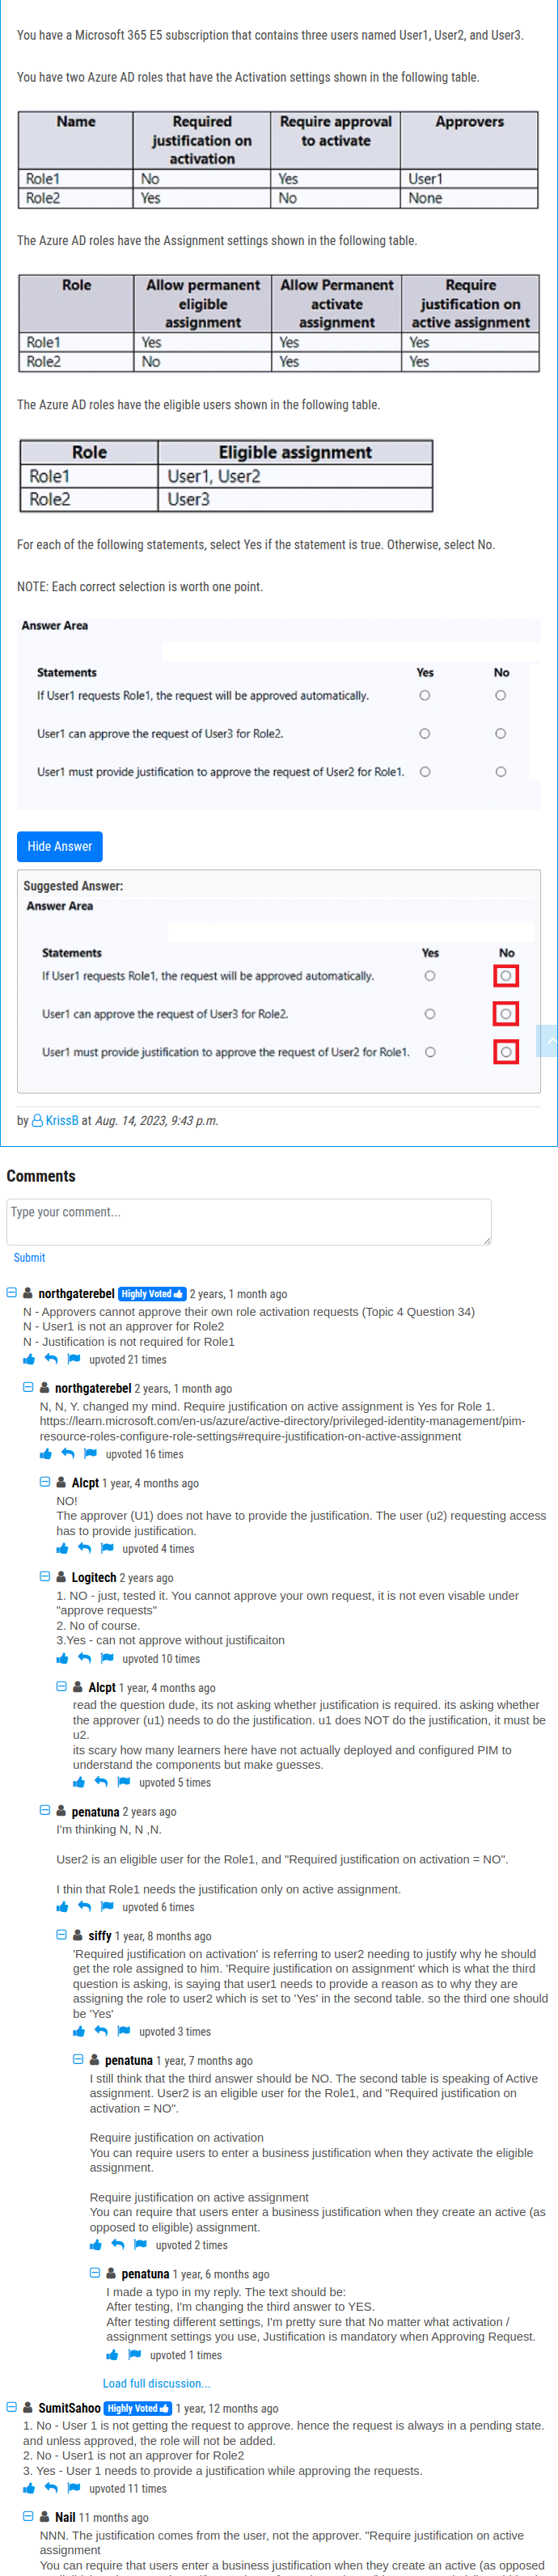 You have a Microsoft 365 E5 subscription that contains three users named User1, User2, and User3.
You have two Azure AD roles that have the Activation settings shown in the following table.
Name Required justification on activation Require approval to activate Approvers
Role1 No Yes User1
Role2 Yes No None
The Azure AD roles have the Assignment settings shown in the following table.
Role Allow permanent eligible assignment Allow Permanent activate assignment Require justification on active assignment
Role1 Yes Yes Yes
Role2 No Yes Yes
The Azure AD roles have the eligible users shown in the following table.
Role Eligible assignment
Role1 User1, User2
Role2 User3
For each of the following statements, select Yes if the statement is true. Otherwise, select No.
NOTE: Each correct selection is worth one point.
Answer Area
Statements Yes No
If User1 requests Role1, the request will be approved automatically.
User1 can approve the request of User3 for Role2.
User1 must provide justification to approve the request of User2 for Role1.
Hide Answer
Suggested Answer:
Answer Area
Statements Yes No
If User1 requests Role1, the request will be approved automatically.
User1 can approve the request of User3 for Role2.
User1 must provide justification to approve the request of User2 for Role1.
by KrissB at Aug. 14, 2023, 9:43 p.m.
Comments
Type your comment...
Submit
northgaterebel Highly Voted 2 years, 1 month ago
N - Approvers cannot approve their own role activation requests (Topic 4 Question 34)
N - User1 is not an approver for Role2
N - Justification is not required for Role1
upvoted 21 times
northgaterebel 2 years, 1 month ago
N, N, Y. changed my mind. Require justification on active assignment is Yes for Role 1.
https://learn.microsoft.com/en-us/azure/active-directory/privileged-identity-management/pim-
resource-roles-configure-role-settings#require-justification-on-active-assignment
upvoted 16 times
Alcpt 1 year, 4 months ago
NO!
The approver (U1) does not have to provide the justification. The user (u2) requesting access
has to provide justification.
upvoted 4 times
Logitech 2 years ago
1. NO - just, tested it. You cannot approve your own request, it is not even visable under
"approve requests"
2. No of course.
3.Yes - can not approve without justificaiton
upvoted 10 times
Alcpt 1 year, 4 months ago
read the question dude, its not asking whether justification is required. its asking whether
the approver (u1) needs to do the justification. u1 does NOT do the justification, it must be
u2.
its scary how many learners here have not actually deployed and configured PIM to
understand the components but make guesses.
upvoted 5 times
penatuna 2 years ago
I'm thinking N, N ,N.
User2 is an eligible user for the Role1, and "Required justification on activation = NO".
I thin that Role1 needs the justification only on active assignment.
upvoted 6 times
siffy 1 year, 8 months ago
'Required justification on activation' is referring to user2 needing to justify why he should
get the role assigned to him. 'Require justification on assignment' which is what the third
question is asking, is saying that user1 needs to provide a reason as to why they are
assigning the role to user2 which is set to 'Yes' in the second table. so the third one should
be 'Yes'
upvoted 3 times
penatuna 1 year, 7 months ago
I still think that the third answer should be NO. The second table is speaking of Active
assignment. User2 is an eligible user for the Role1, and "Required justification on
activation = NO".
Require justification on activation
You can require users to enter a business justification when they activate the eligible
assignment.
Require justification on active assignment
You can require that users enter a business justification when they create an active (as
opposed to eligible) assignment.
upvoted 2 times
penatuna 1 year, 6 months ago
I made a typo in my reply. The text should be:
After testing, I'm changing the third answer to YES.
After testing different settings, I'm pretty sure that No matter what activation /
assignment settings you use, Justification is mandatory when Approving Request.
upvoted 1 times
Load full discussion...
SumitSahoo Highly Voted 1 year, 12 months ago
1. No - User 1 is not getting the request to approve. hence the request is always in a pending state.
and unless approved, the role will not be added.
2. No - User1 is not an approver for Role2
3. Yes - User 1 needs to provide a justification while approving the requests.
upvoted 11 times
Nail 11 months ago
NNN. The justification comes from the user, not the approver. "Require justification on active
assignment
You can require that users enter a business justification when they create an active (as opposed